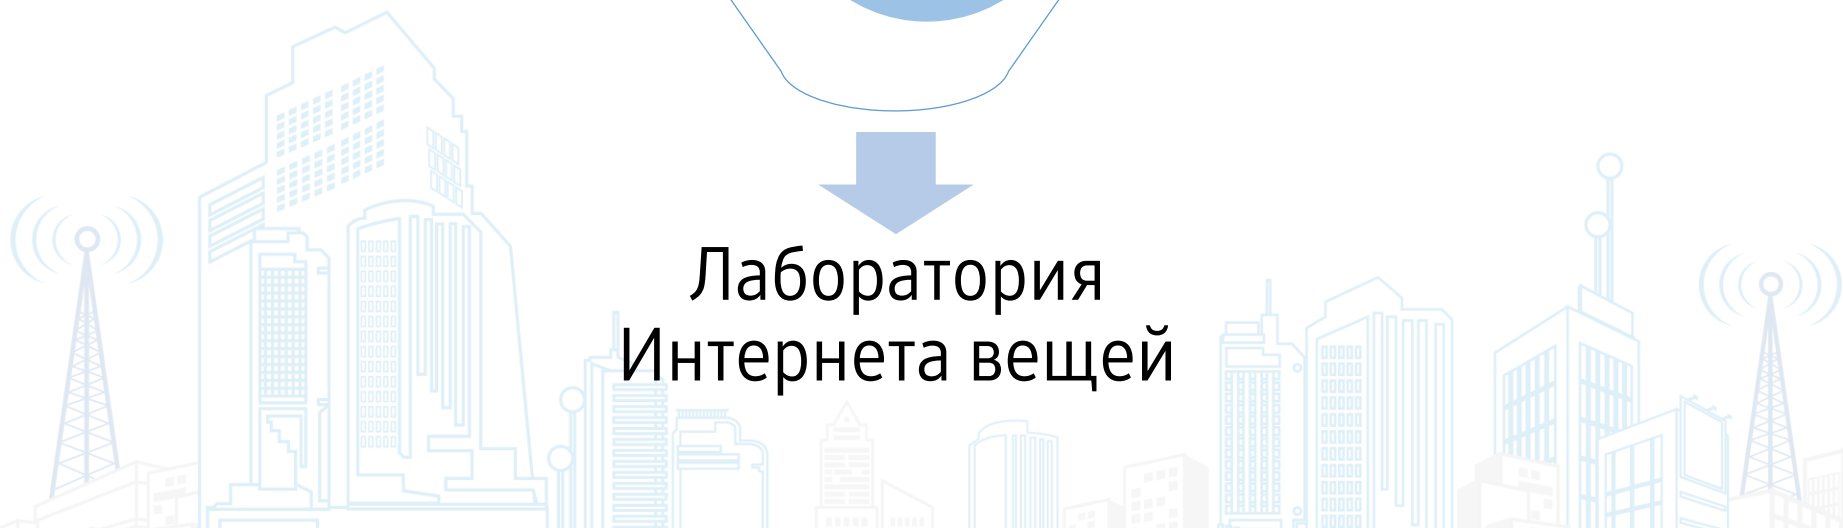 Лаборатория
Интернета вещей